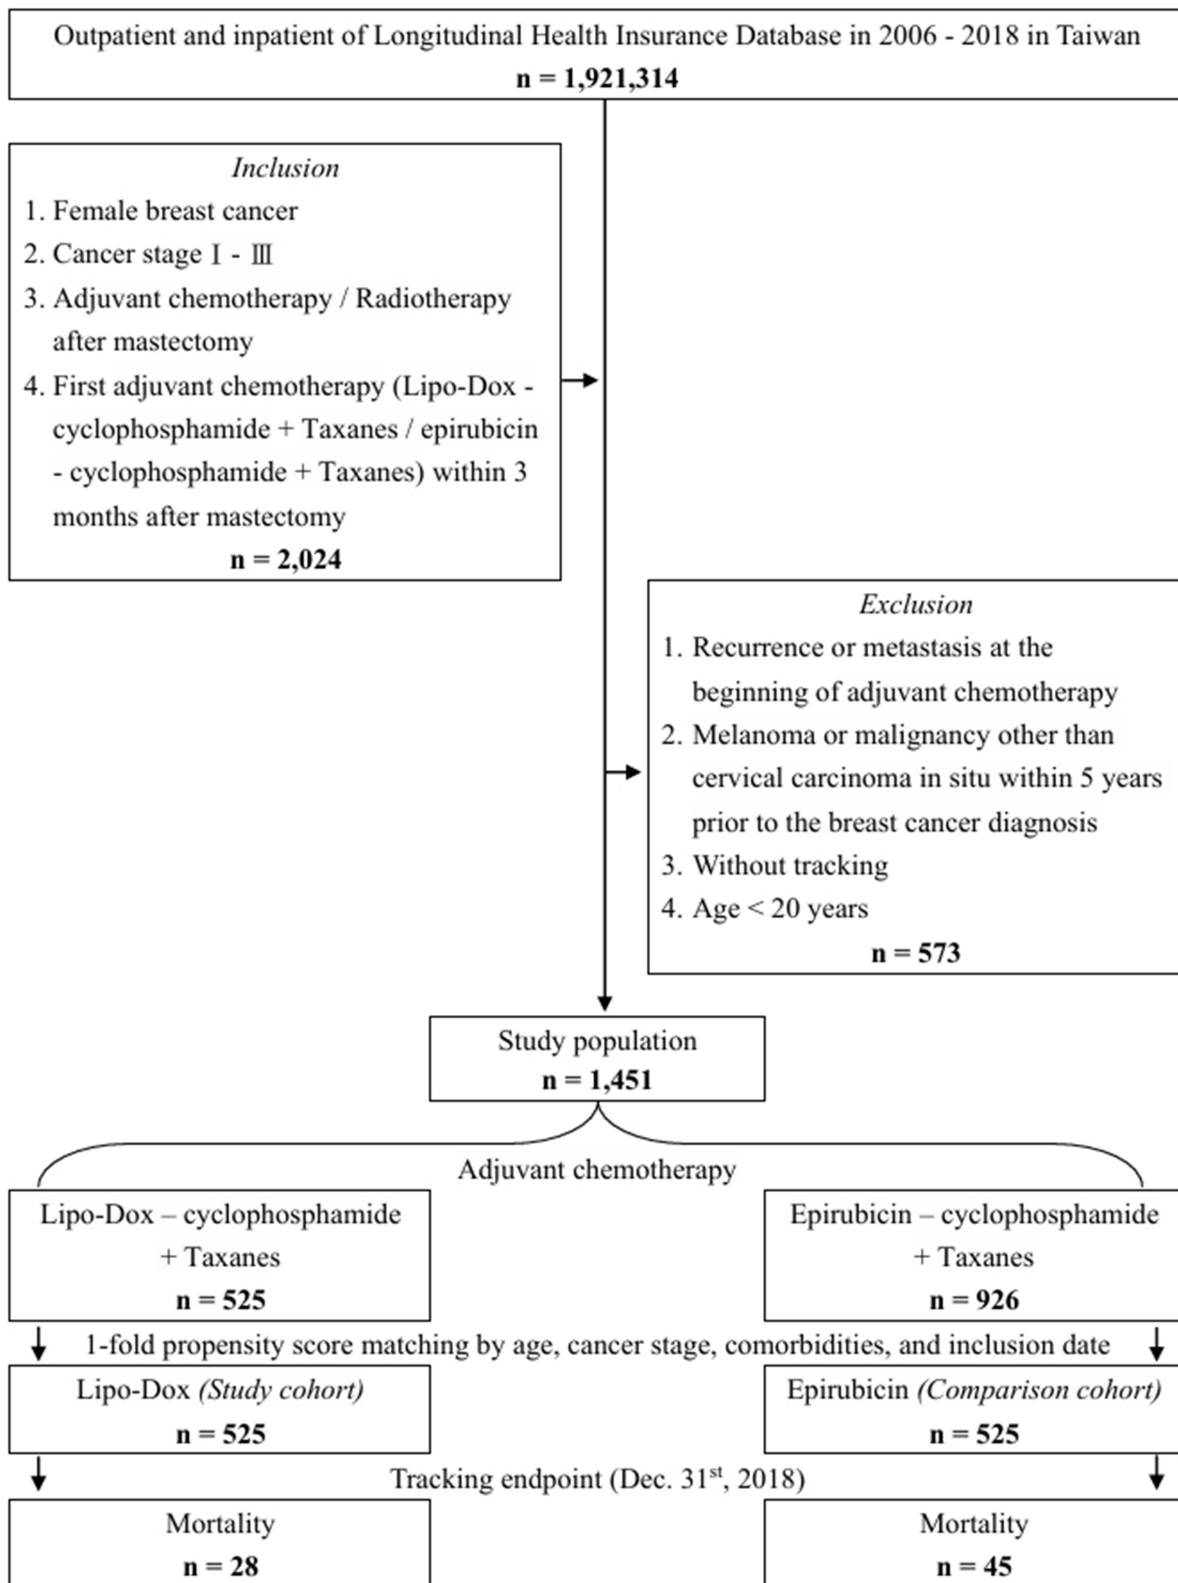 Outpatient and inpatient of Longitudinal Health Insurance Database in 2006 - 2018 in Taiwan
n = 1,921,314
Inclusion
1. Female breast cancer
2. Cancer stage Ⅰ - Ⅲ
3. Adjuvant chemotherapy / Radiotherapy
after mastectomy
4. First adjuvant chemotherapy (Lipo-Dox -
cyclophosphamide + Taxanes / epirubicin
- cyclophosphamide + Taxanes) within 3
months after mastectomy
n = 2,024
Exclusion
1. Recurrence or metastasis at the
beginning of adjuvant chemotherapy
2. Melanoma or malignancy other than
cervical carcinoma in situ within 5 years
prior to the breast cancer diagnosis
3. Without tracking
4. Age < 20 years
n = 573
Study population
n = 1,451
Adjuvant chemotherapy
Lipo-Dox – cyclophosphamide
+ Taxanes
n = 525
Epirubicin – cyclophosphamide
+ Taxanes
n = 926
1-fold propensity score matching by age, cancer stage, comorbidities, and inclusion date
Lipo-Dox (Study cohort)
n = 525
Epirubicin (Comparison cohort)
n = 525
Tracking endpoint (Dec. 31st, 2018)
Mortality
n = 28
Mortality
n = 45